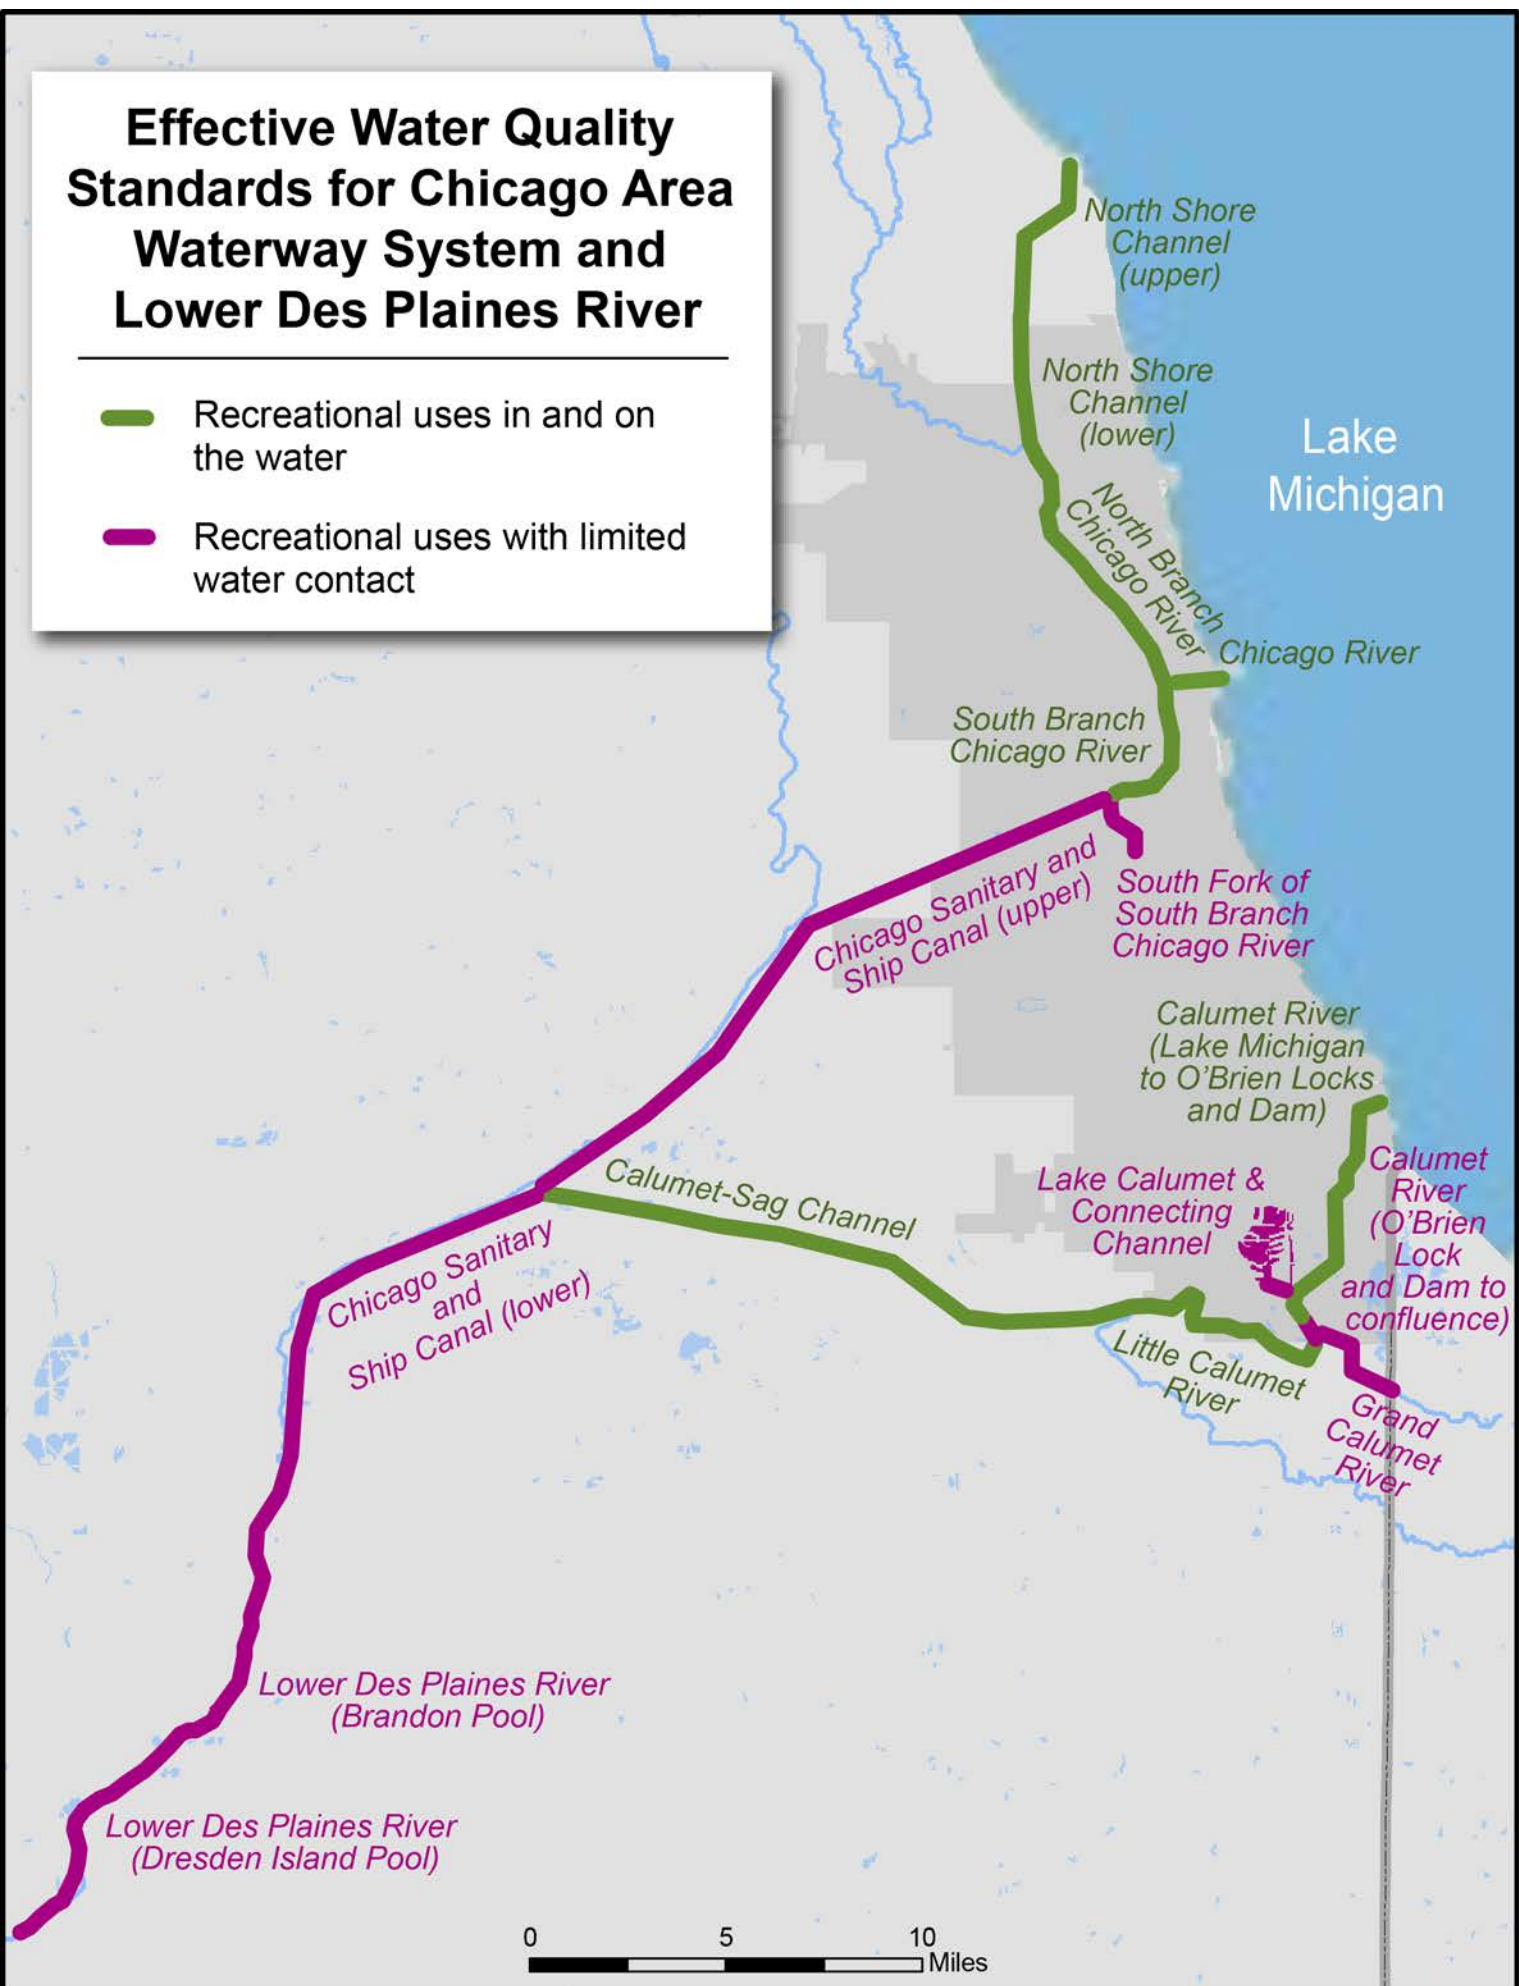 Effective Water Quality
Standards for Chicago Area
Waterway System and
Lower Des Plaines River
Recreational uses in and on
the water
Recreational uses with limited
water contact
North Shore
Channel
(upper)
North Shore
Channel
(lower)
Lake
Michigan
North Branch
Chicago River
Chicago River
South Branch
Chicago River
Chicago Sanitary and
Ship Canal (upper)
South Fork of
South Branch
Chicago River
Calumet River
(Lake Michigan
to O'Brien Locks
and Dam)
Calumet-Sag Channel
Lake Calumet &
Connecting
Channel
Calumet
River
(O'Brien
Lock
and Dam to
confluence)
Chicago Sanitary
and
Ship Canal (lower)
Little Calumet
River
Grand
Calumet
River
Lower Des Plaines River
(Brandon Pool)
Lower Des Plaines River
(Dresden Island Pool)
0 5 10
Miles